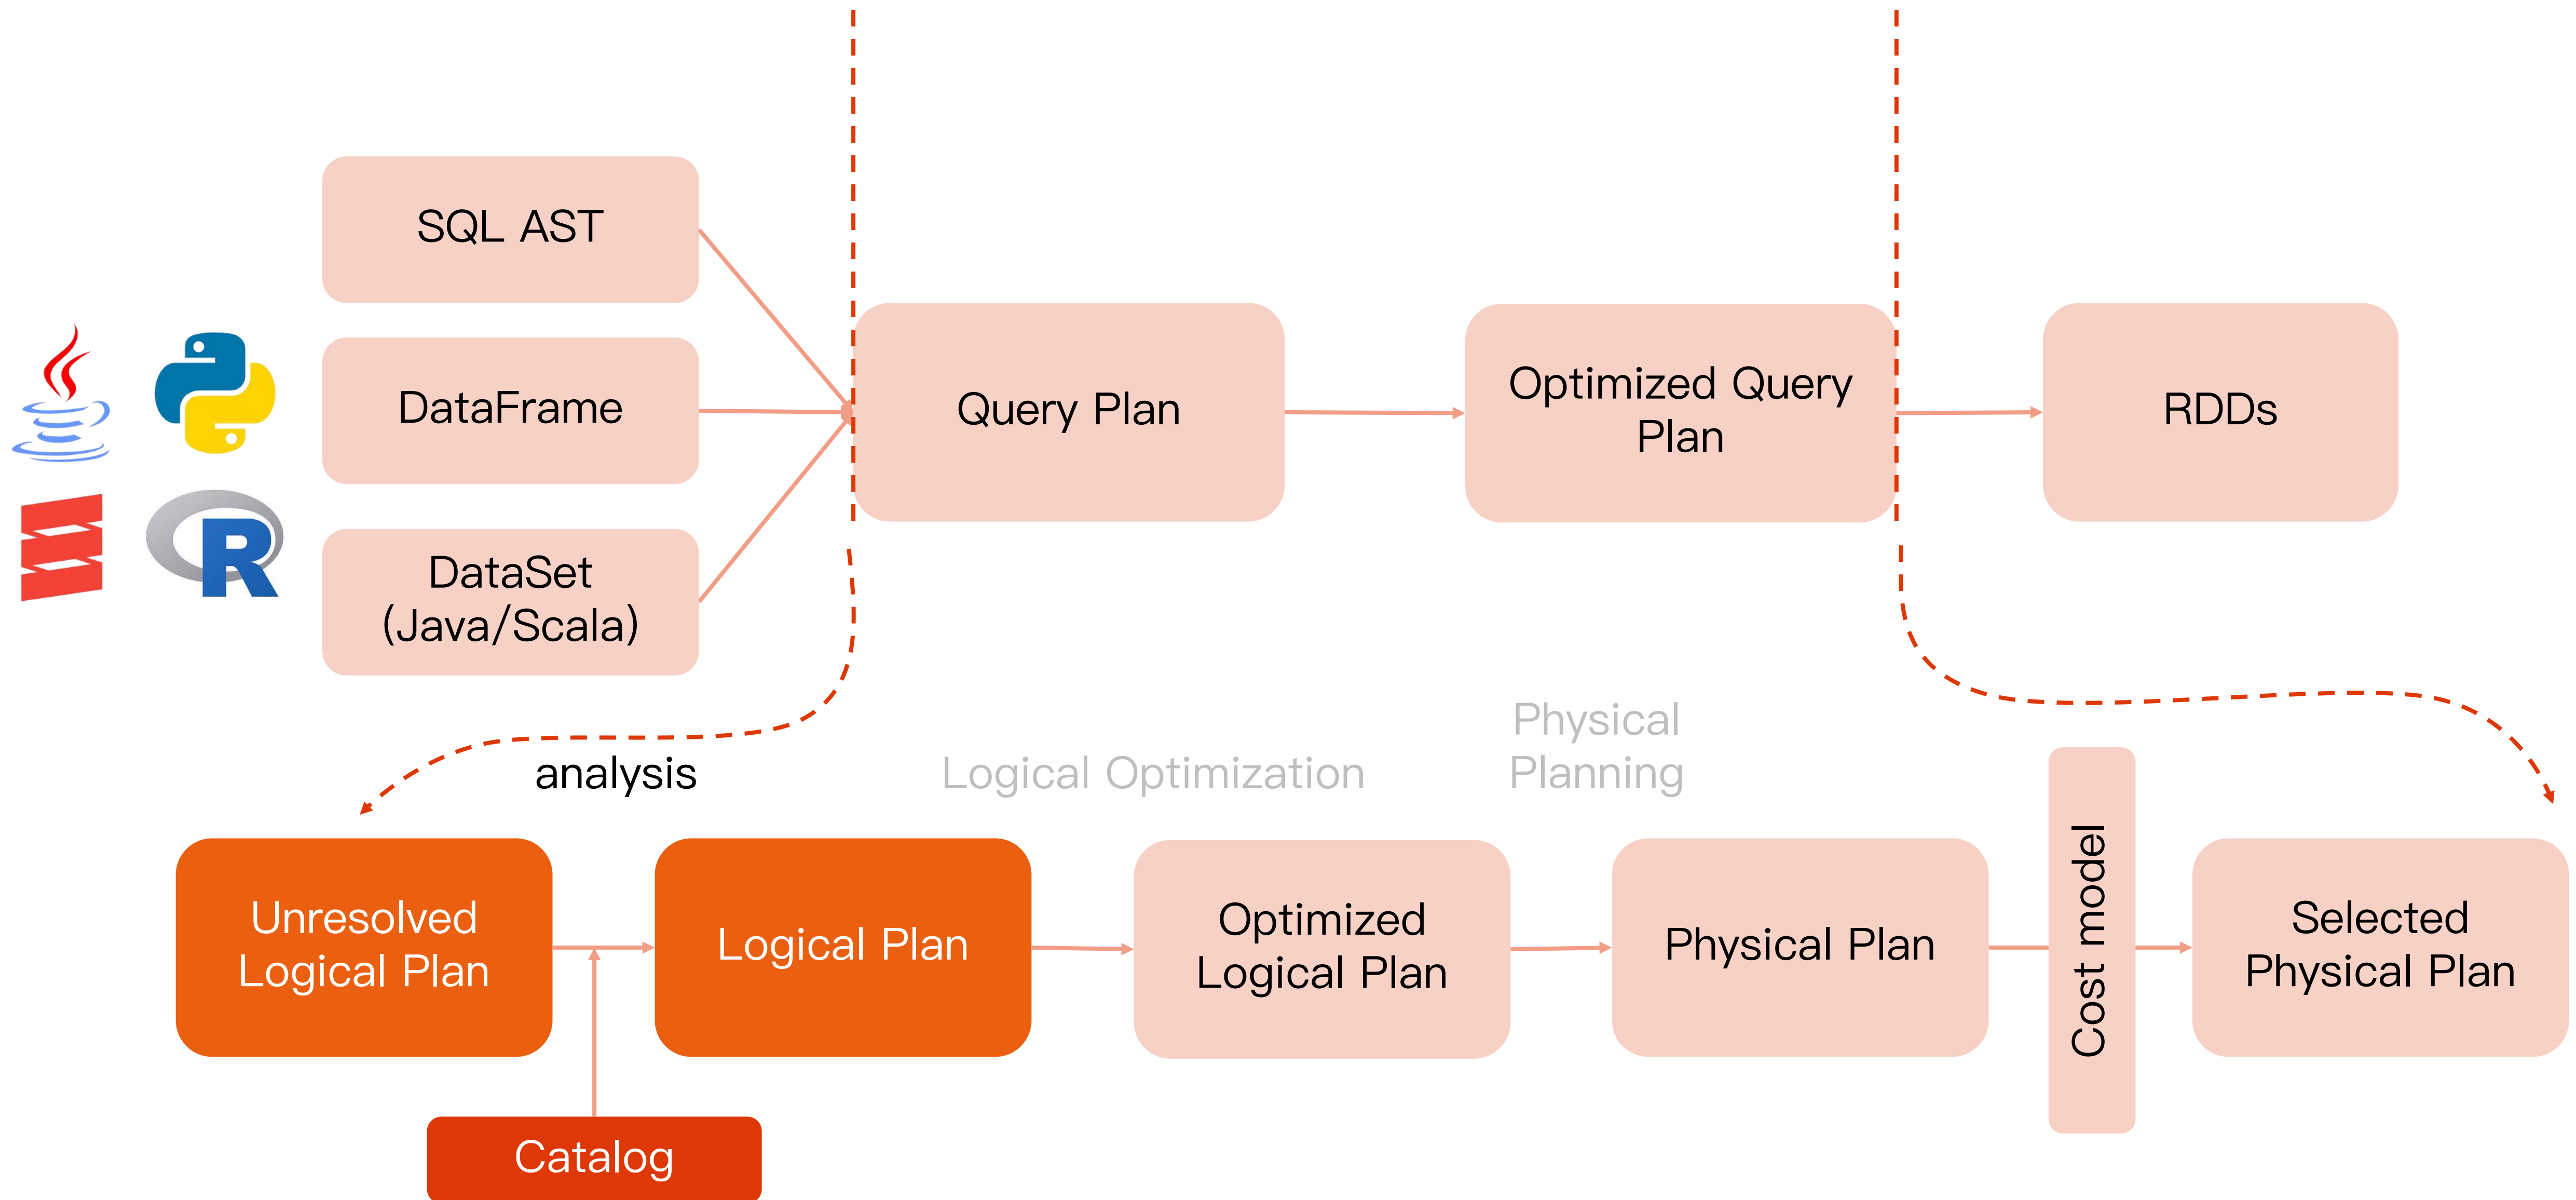 SQL AST
DataFrame
DataSet
(Java/Scala)
Query Plan
Optimized Query
Plan
RDDs
analysis
Logical Optimization
Physical
Planning
Unresolved
Logical Plan
Logical Plan
Optimized
Logical Plan
Physical Plan
Cost model
Selected
Physical Plan
Catalog
R